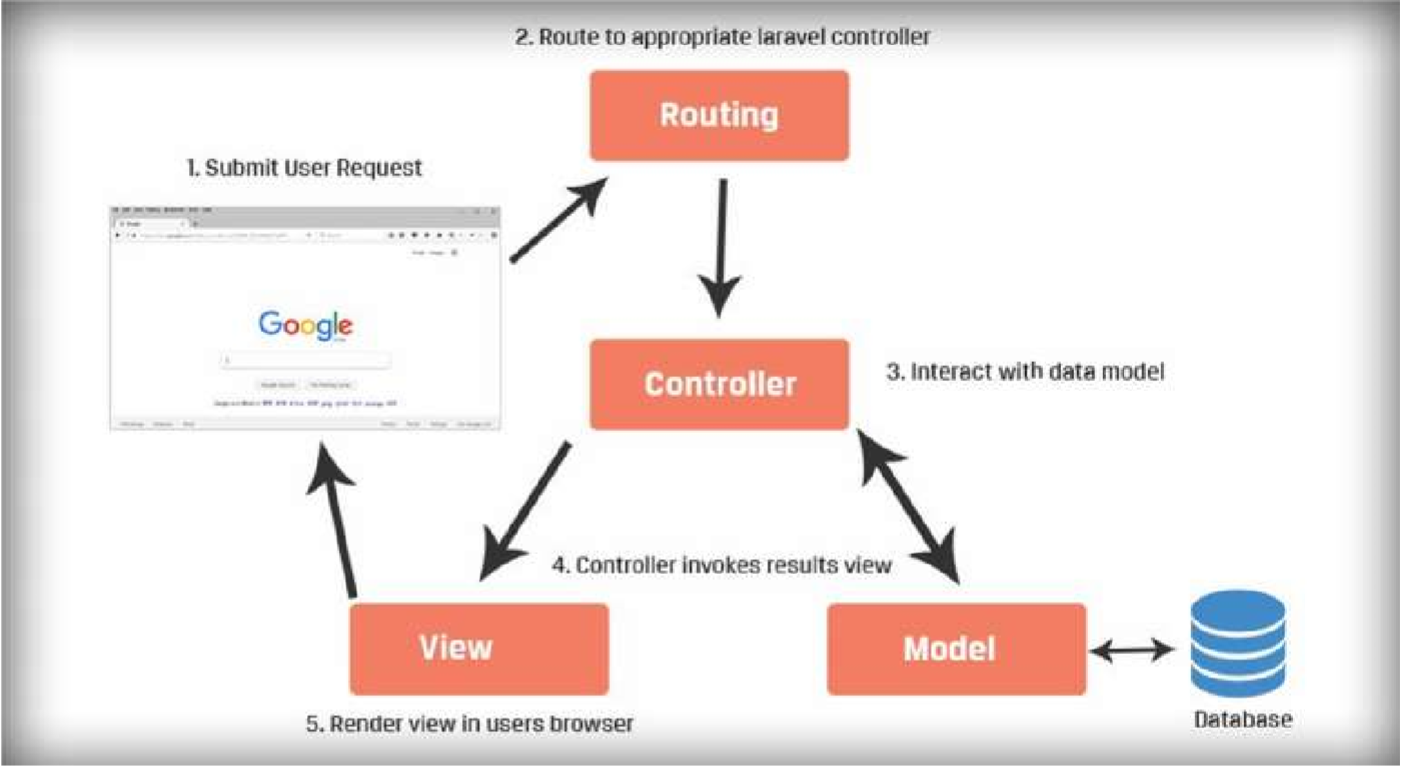 2. Route to appropriate laravel controller
Routing
1. Submit User Request
Google
Controller
3. Interact with data model
4. Controller invokes results view
View
Model
5. Render view in users browser
Database